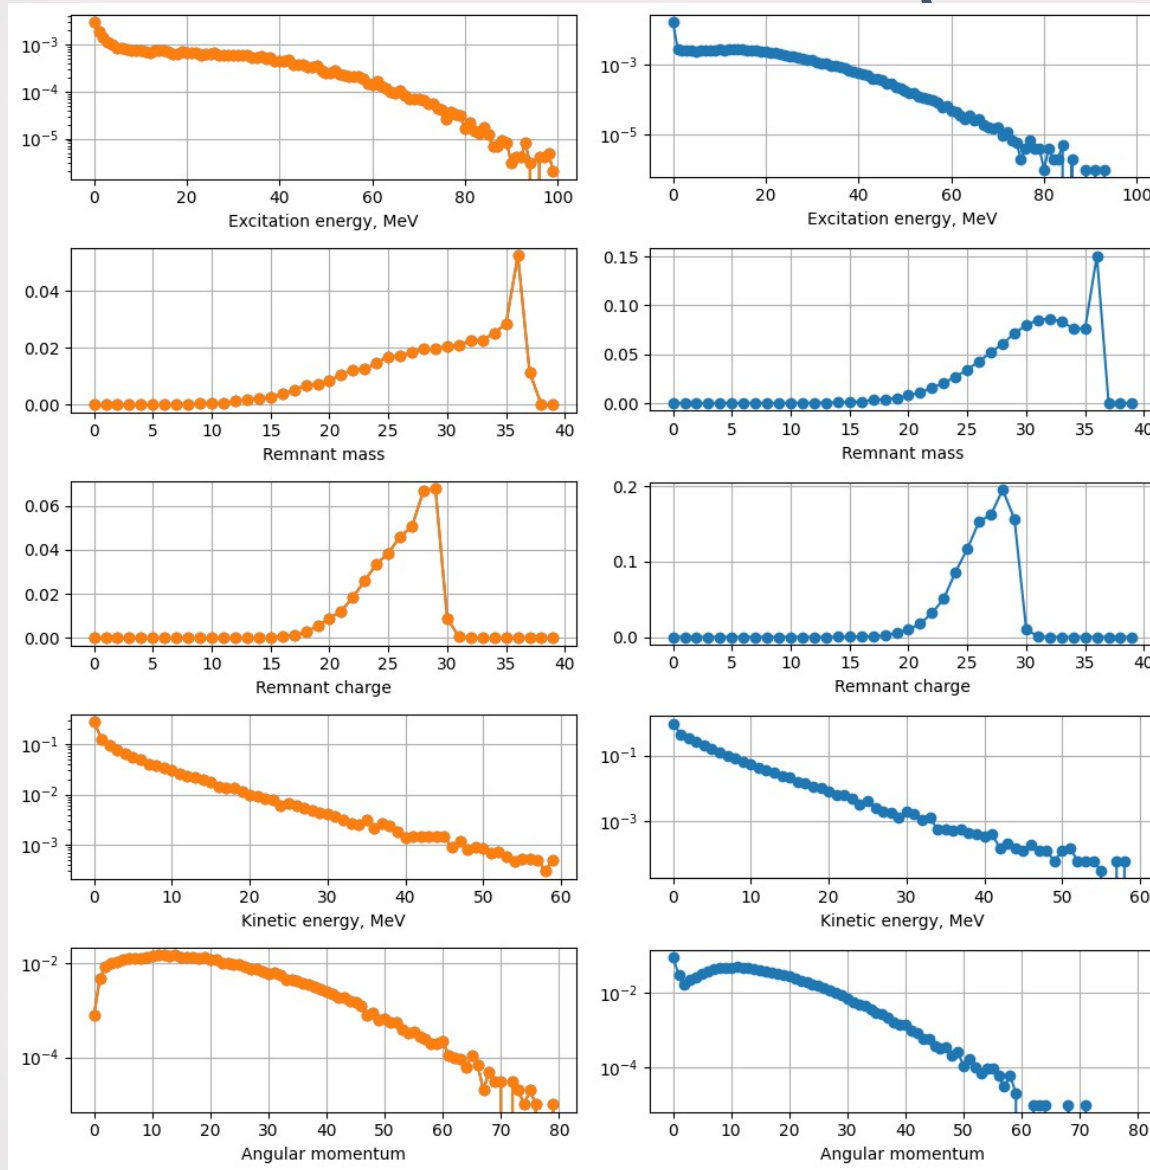 10⁻³
10⁻⁴
10⁻⁵
0 20 40 60 80 100
Excitation energy, MeV
10⁻³
10⁻⁵
0 20 40 60 80 100
Excitation energy, MeV
0.04
0.02
0.00
0 5 10 15 20 25 30 35 40
Remnant mass
0.15
0.10
0.05
0.00
0 5 10 15 20 25 30 35 40
Remnant mass
0.06
0.04
0.02
0.00
0 5 10 15 20 25 30 35 40
Remnant charge
0.2
0.1
0.0
0 5 10 15 20 25 30 35 40
Remnant charge
10⁻¹
10⁻²
10⁻³
0 10 20 30 40 50 60
Kinetic energy, MeV
10⁻¹
10⁻³
0 10 20 30 40 50 60
Kinetic energy, MeV
10⁻²
10⁻⁴
0 10 20 30 40 50 60 70 80
Angular momentum
10⁻²
10⁻⁴
0 10 20 30 40 50 60 70 80
Angular momentum